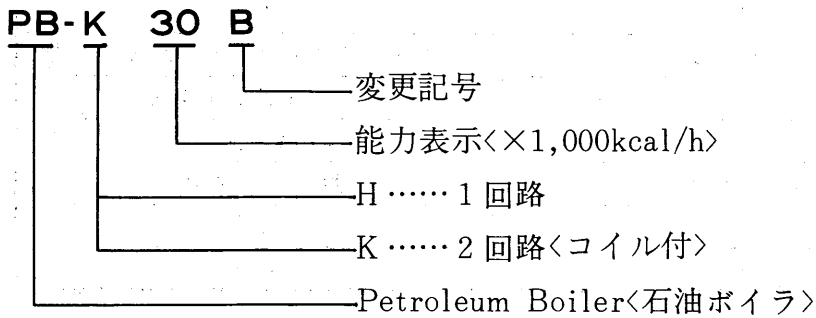 PB-K 30 B
変更記号
能力表示<×1,000kcal/h>
H……1回路
K……2回路<コイル付>
Petroleum Boiler<石油ボイラ>